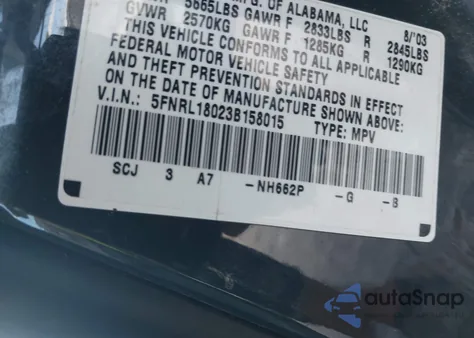 MFG. OF ALABAMA, LLC 8/03
5665LBS GAWR F 2833LBS R 2845LBS
GVWR 2570KG GAWR F 1285KG R 1290KG
THIS VEHICLE CONFORMS TO ALL APPLICABLE
FEDERAL MOTOR VEHICLE SAFETY
AND THEFT PREVENTION STANDARDS IN EFFECT
ON THE DATE OF MANUFACTURE SHOWN ABOVE.
V.I.N.: 5FNRL18023B158015 TYPE: MPV
SCJ 3 A7 -NH662P -G -8
autoSnap